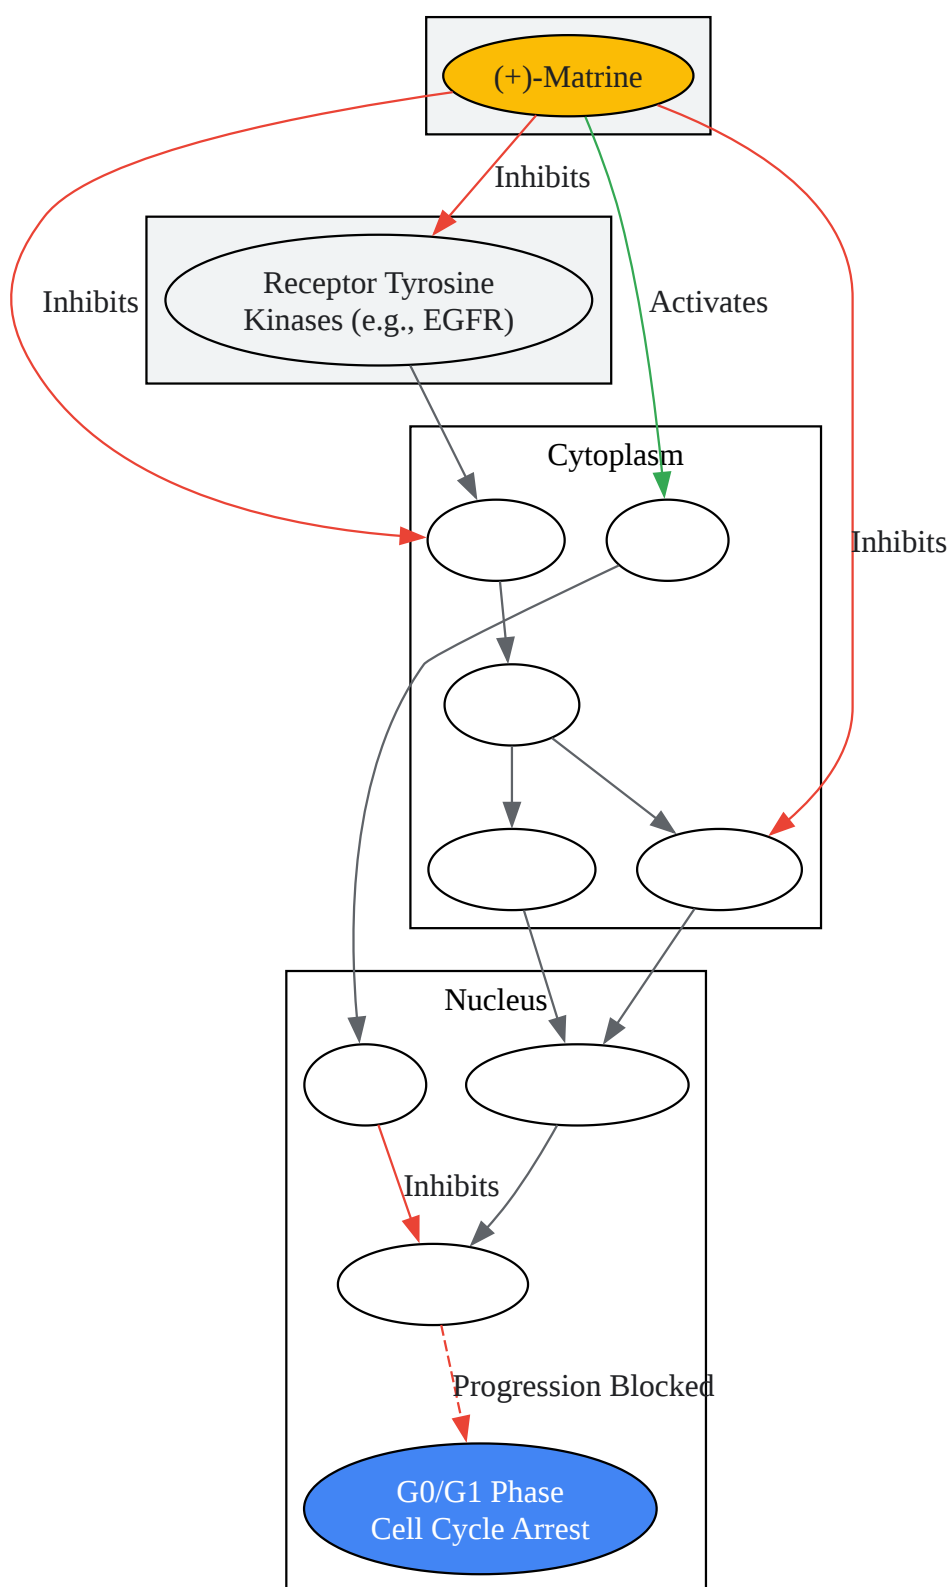 (+)-Matrine
Inhibits
Receptor Tyrosine
Kinases (e.g., EGFR)
Inhibits
Activates
Cytoplasm
Inhibits
Nucleus
Inhibits
Progression Blocked
G0/G1 Phase
Cell Cycle Arrest